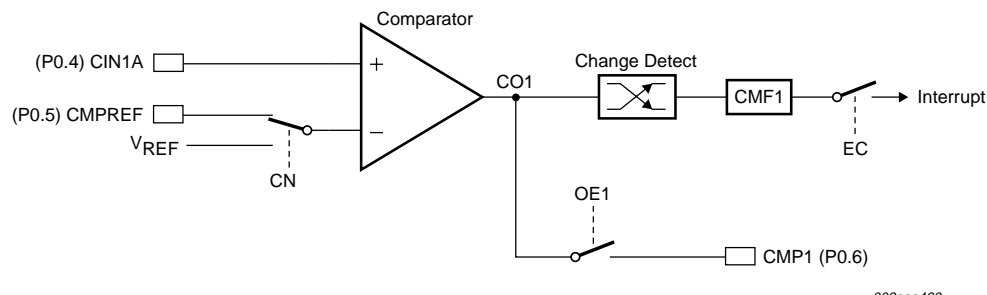 Comparator
(P0.4) CIN1A
+
Change Detect
CO1
CMF1
Interrupt
(P0.5) CMPREF
−
VREF
EC
CN
OE1
CMP1 (P0.6)